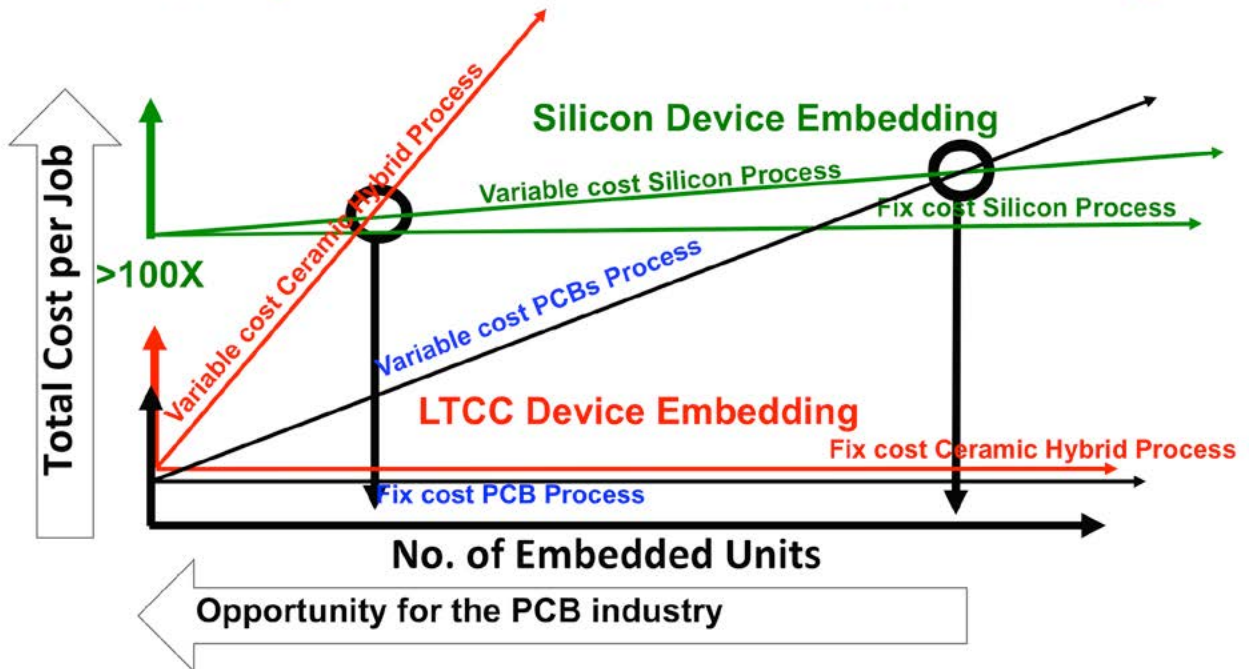 Total Cost per Job
Silicon Device Embedding
Variable cost Ceramic Hybrid Process
Variable cost Silicon Process
Fix cost Silicon Process
>100X
Variable cost PCBs Process
LTCC Device Embedding
Fix cost Ceramic Hybrid Process
Fix cost PCB Process
No. of Embedded Units
Opportunity for the PCB industry